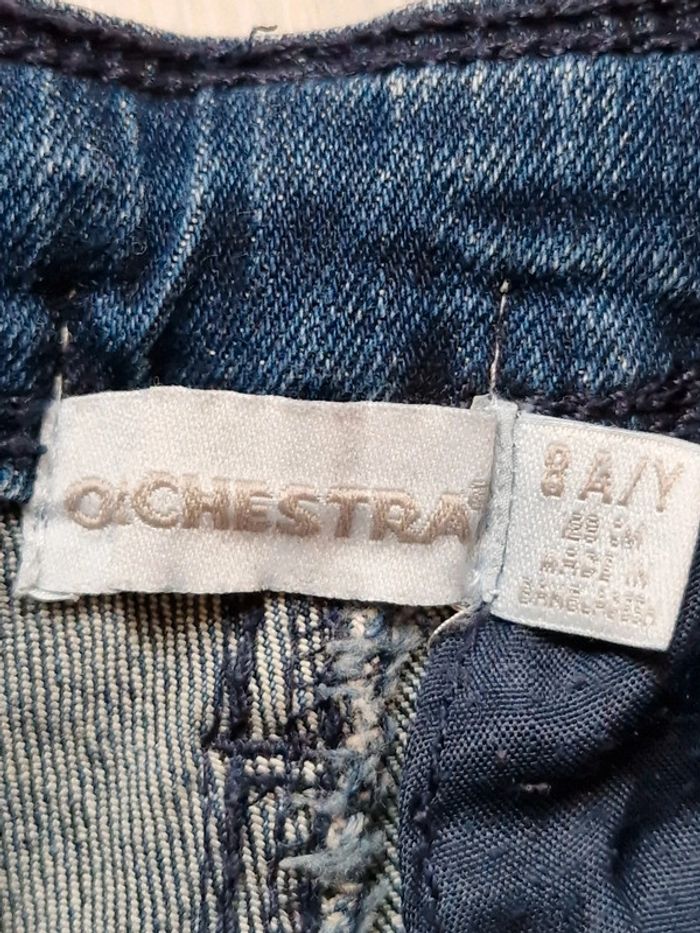 ORCHESTRA
8 A/Y
MADE IN
BANGLADESH